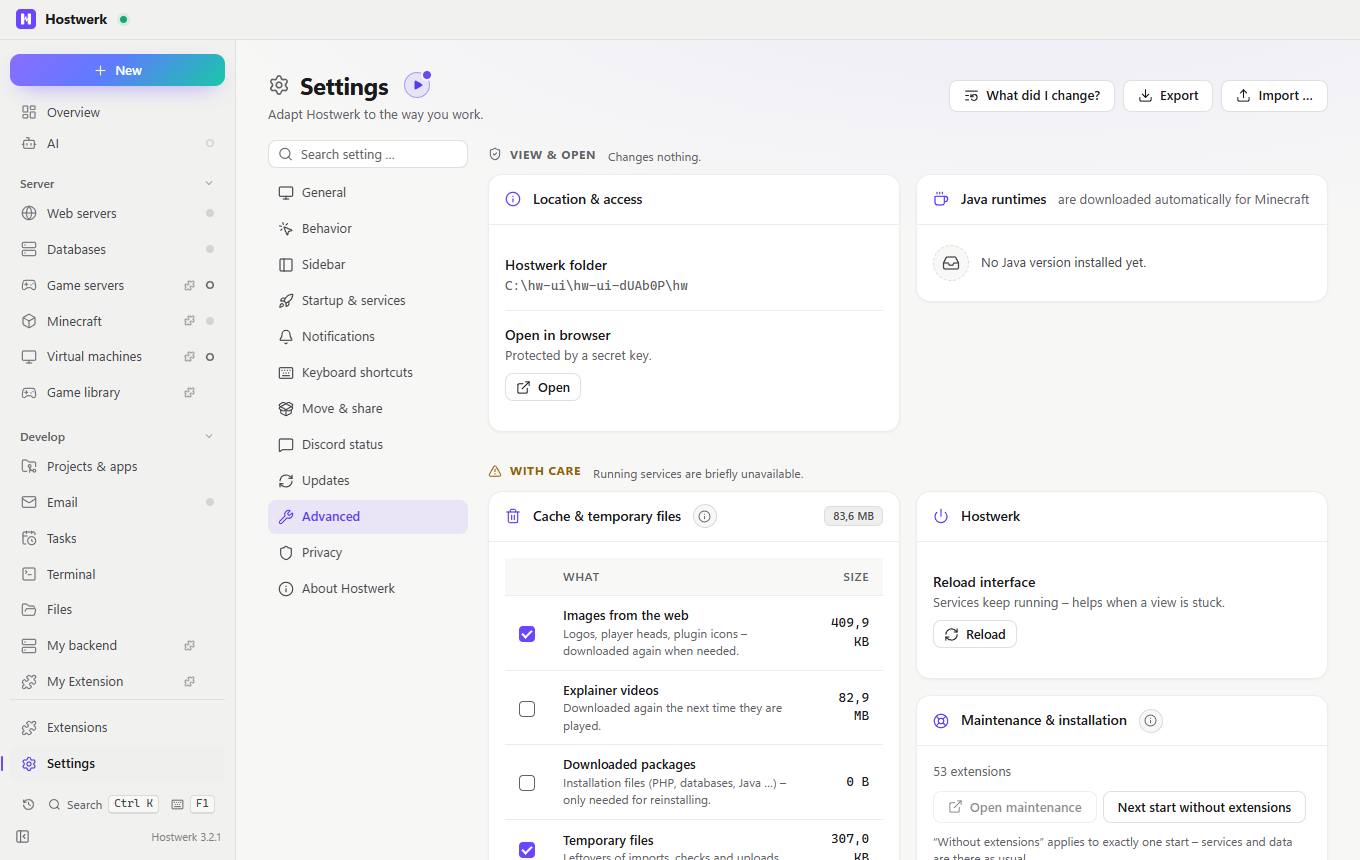 Hostwerk
New
Overview
AI
Server
Web servers
Databases
Game servers
Minecraft
Virtual machines
Game library
Develop
Projects & apps
Email
Tasks
Terminal
Files
My backend
My Extension
Extensions
Settings
Search Ctrl K F1
Hostwerk 3.2.1
Settings
Adapt Hostwerk to the way you work.
What did I change?
Export
Import ...
Search setting ...
General
Behavior
Sidebar
Startup & services
Notifications
Keyboard shortcuts
Move & share
Discord status
Updates
Advanced
Privacy
About Hostwerk
VIEW & OPEN Changes nothing.
Location & access
Hostwerk folder
C:\hw-ui\hw-ui-dUAb0P\hw
Open in browser
Protected by a secret key.
Open
Java runtimes are downloaded automatically for Minecraft
No Java version installed yet.
WITH CARE Running services are briefly unavailable.
Cache & temporary files 83,6 MB
WHAT SIZE
Images from the web
Logos, player heads, plugin icons –
downloaded again when needed.
409,9
KB
Explainer videos
Downloaded again the next time they are
played.
82,9
MB
Downloaded packages
Installation files (PHP, databases, Java ...) –
only needed for reinstalling.
0 B
Temporary files
Leftovers of imports, checks and uploads
307,0
KB
Hostwerk
Reload interface
Services keep running – helps when a view is stuck.
Reload
Maintenance & installation
53 extensions
Open maintenance
Next start without extensions
“Without extensions” applies to exactly one start – services and data
are there as usual.